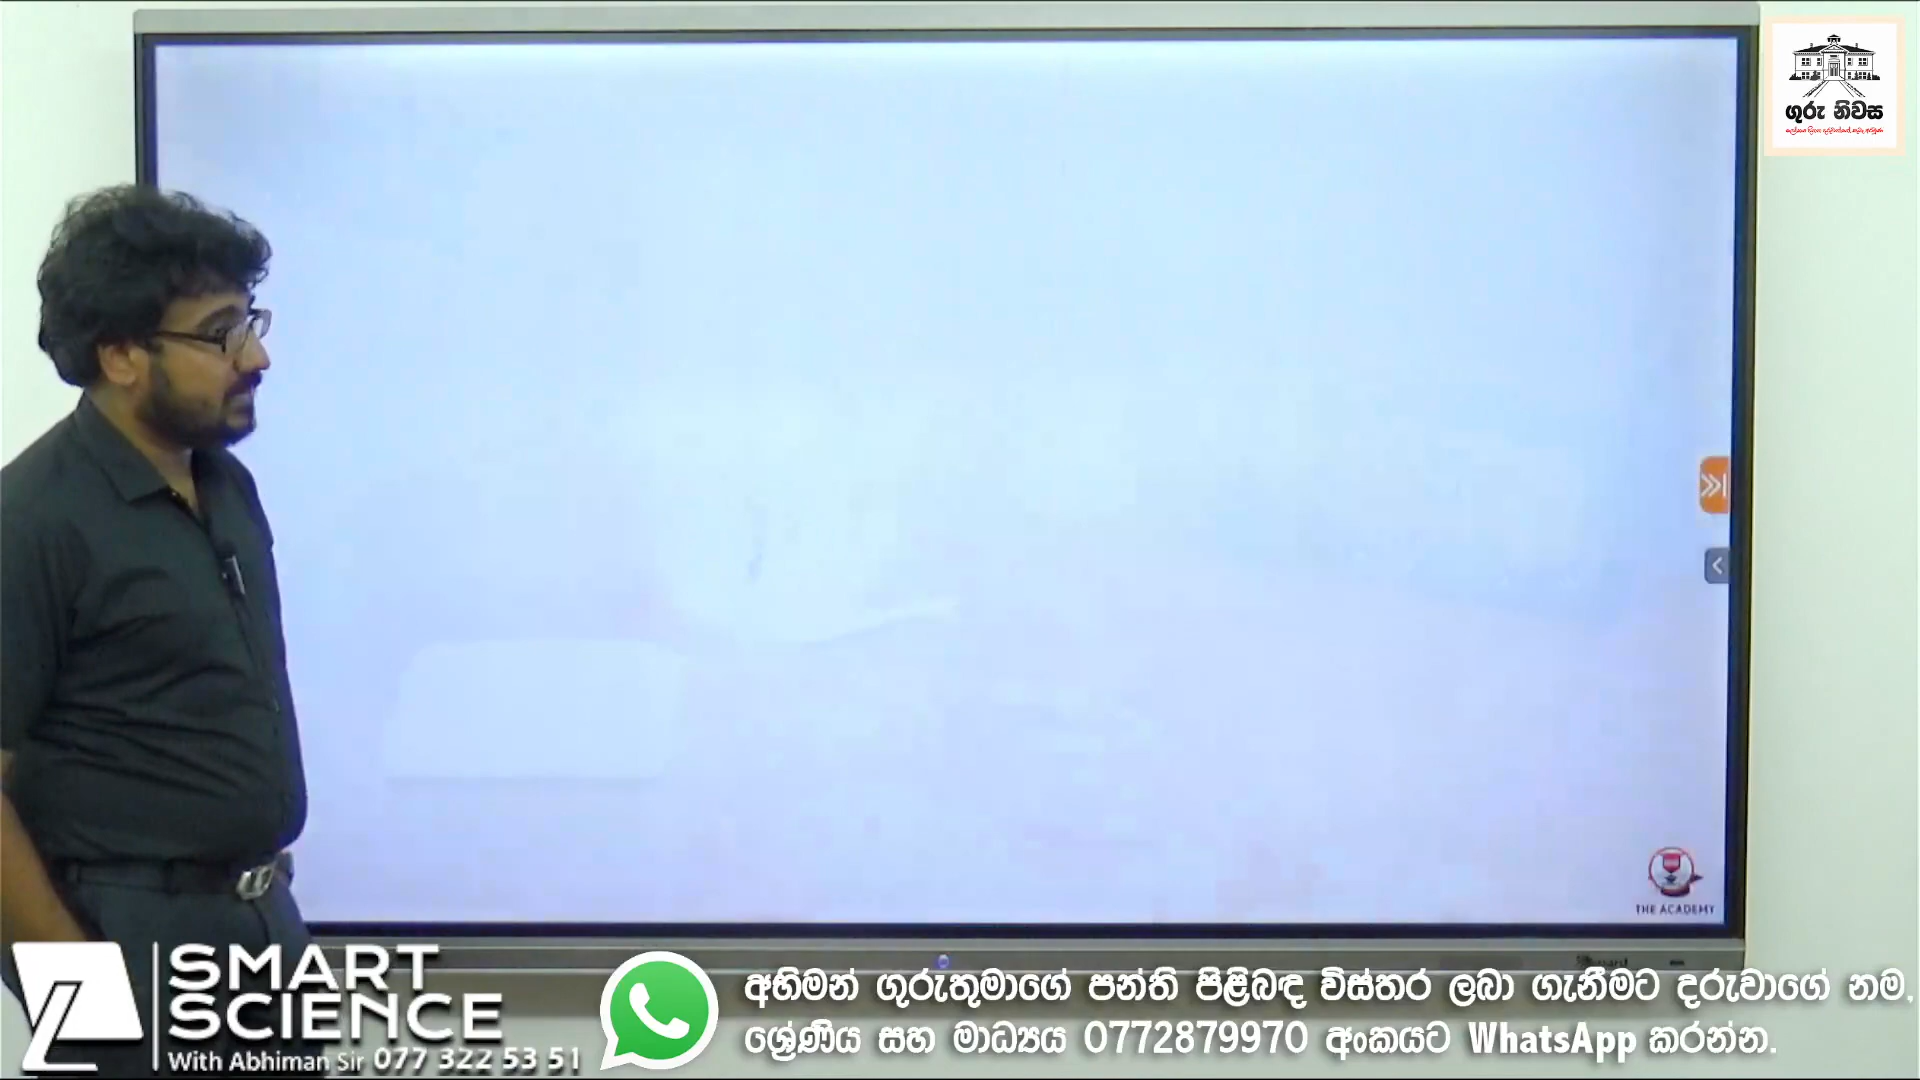 ගුරු නිවස
THE ACADEMY
SMART
SCIENCE
With Abhiman Sir 077 322 53 51
අභිමන් ගුරුතුමාගේ පන්ති පිළිබඳ විස්තර ලබා ගැනීමට දරුවාගේ නම,
ශ්‍රේණිය සහ මාධ්‍යය 0772879970 අංකයට WhatsApp කරන්න.